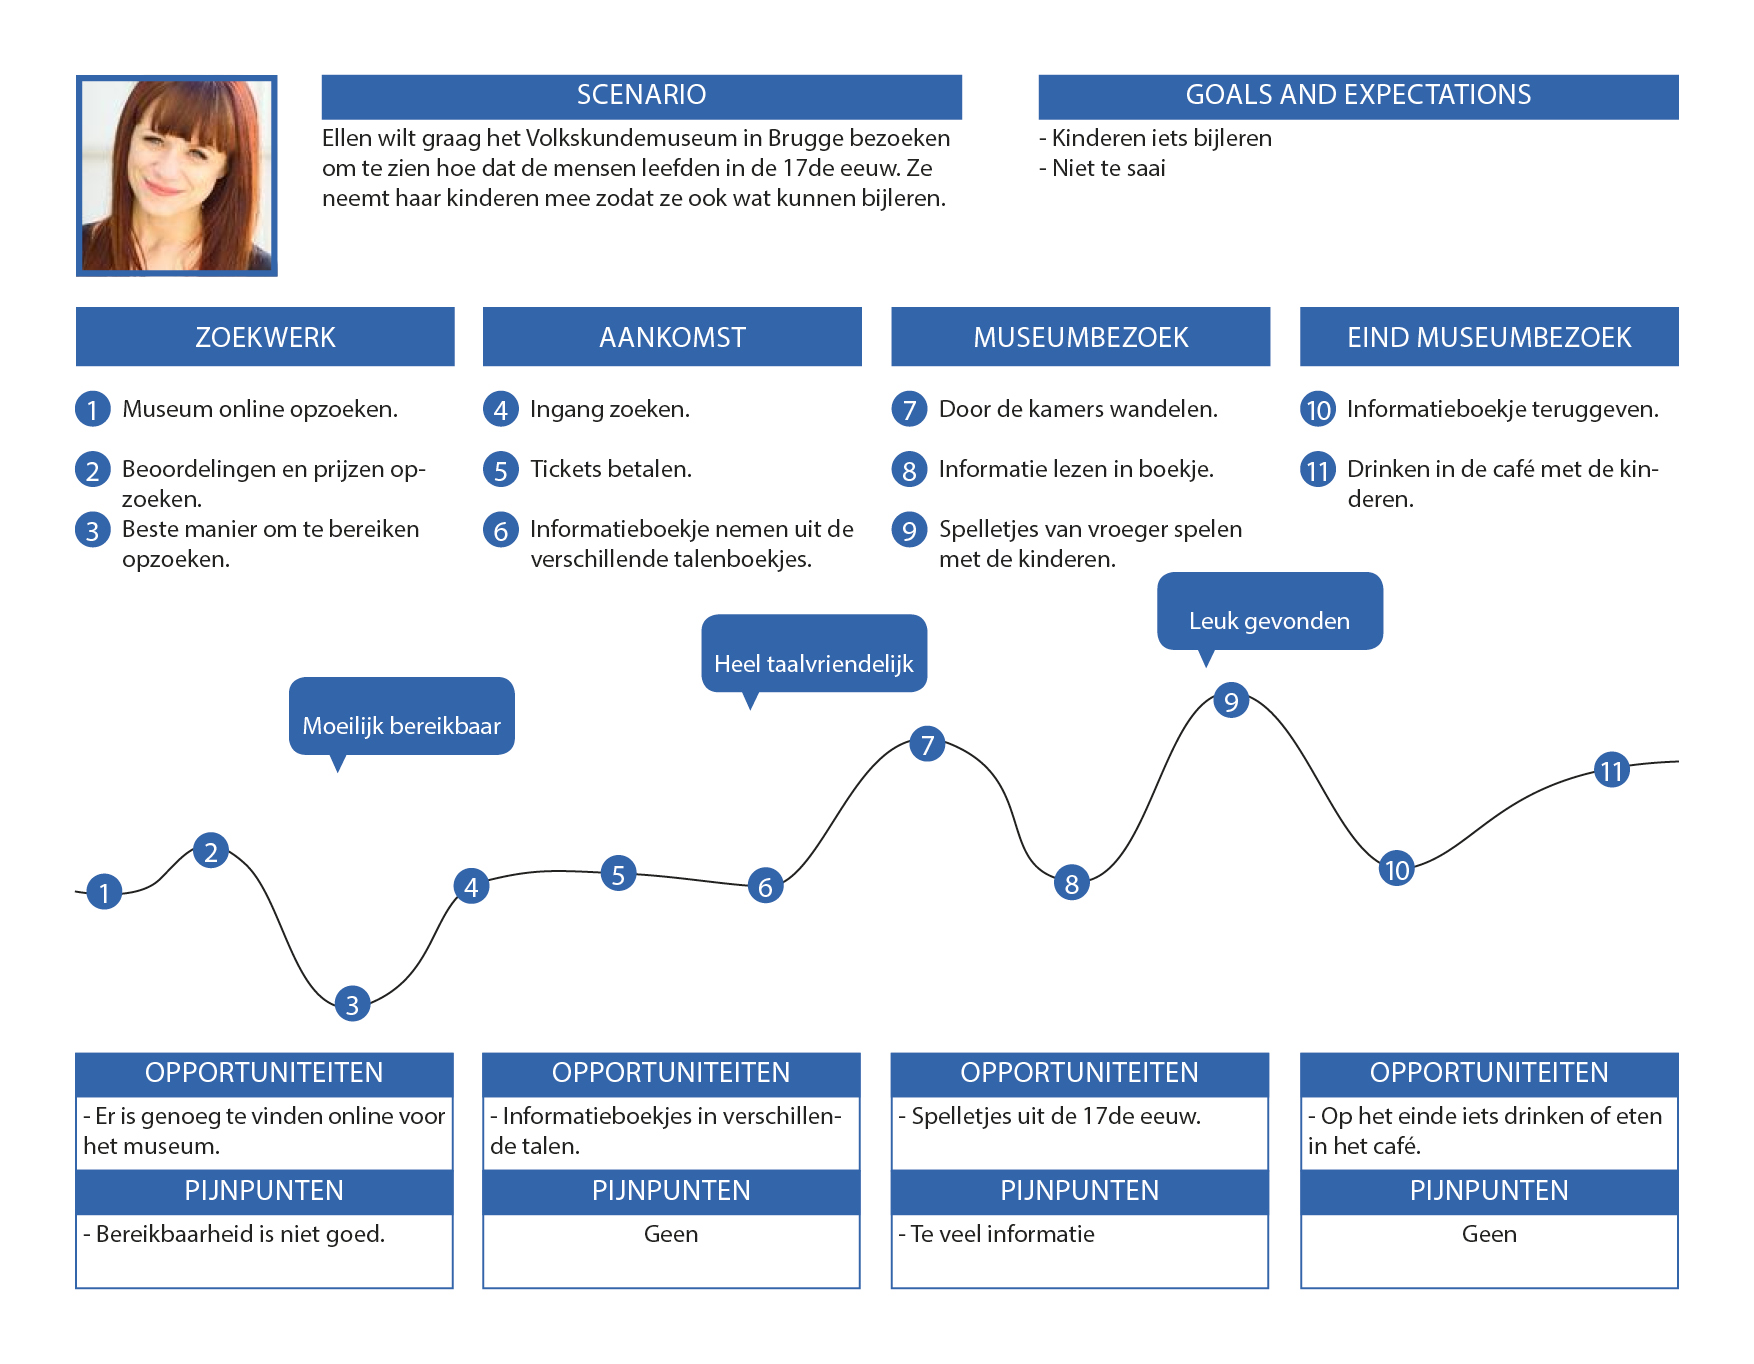 SCENARIO
Ellen wilt graag het Volkskundemuseum in Brugge bezoeken
om te zien hoe dat de mensen leefden in de 17de eeuw. Ze
neemt haar kinderen mee zodat ze ook wat kunnen bijleren.
GOALS AND EXPECTATIONS
- Kinderen iets bijleren
- Niet te saai
ZOEKWERK
1 Museum online opzoeken.
2 Beoordelingen en prijzen op-
zoeken.
3 Beste manier om te bereiken
opzoeken.
AANKOMST
4 Ingang zoeken.
5 Tickets betalen.
6 Informatieboekje nemen uit de
verschillende talenboekjes.
MUSEUMBEZOEK
7 Door de kamers wandelen.
8 Informatie lezen in boekje.
9 Spelletjes van vroeger spelen
met de kinderen.
EIND MUSEUMBEZOEK
10 Informatieboekje teruggeven.
11 Drinken in de café met de kin-
deren.
Moeilijk bereikbaar
Heel taalvriendelijk
Leuk gevonden
1
2
3
4
5
6
7
8
9
10
11
OPPORTUNITEITEN
- Er is genoeg te vinden online voor
het museum.
PIJNPUNTEN
- Bereikbaarheid is niet goed.
OPPORTUNITEITEN
- Informatieboekjes in verschillen-
de talen.
PIJNPUNTEN
Geen
OPPORTUNITEITEN
- Spelletjes uit de 17de eeuw.
PIJNPUNTEN
- Te veel informatie
OPPORTUNITEITEN
- Op het einde iets drinken of eten
in het café.
PIJNPUNTEN
Geen